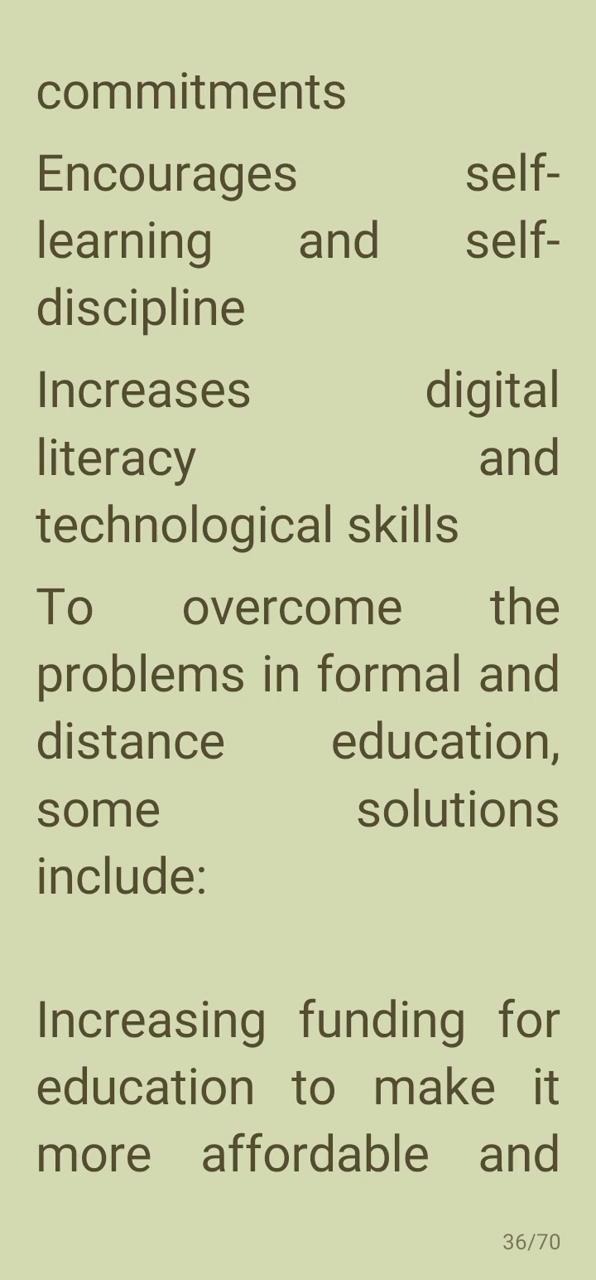 commitments
Encourages self-
learning and self-
discipline
Increases digital
literacy and
technological skills
To overcome the
problems in formal and
distance education,
some solutions
include:
Increasing funding for
education to make it
more affordable and
36/70